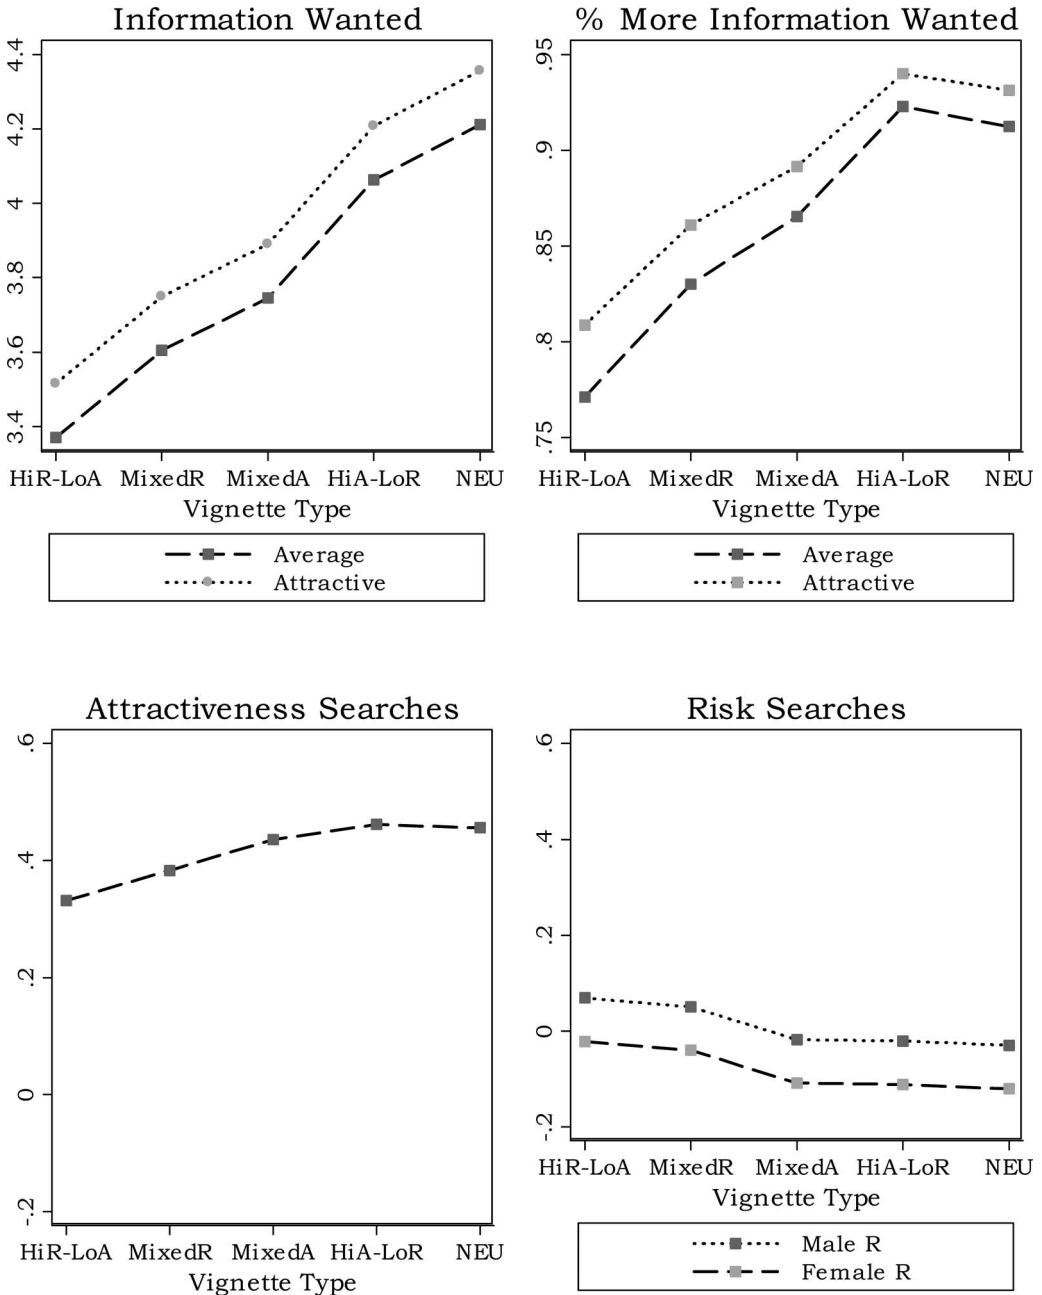 Information Wanted
4.4
4.2
4
3.8
3.6
3.4
HiR-LoA MixedR MixedA HiA-LoR NEU
Vignette Type
Average
Attractive
% More Information Wanted
.95
.9
.85
.8
.75
HiR-LoA MixedR MixedA HiA-LoR NEU
Vignette Type
Average
Attractive
Attractiveness Searches
.6
.4
.2
0
-.2
HiR-LoA MixedR MixedA HiA-LoR NEU
Vignette Type
Risk Searches
.6
.4
.2
0
-.2
HiR-LoA MixedR MixedA HiA-LoR NEU
Vignette Type
Male R
Female R